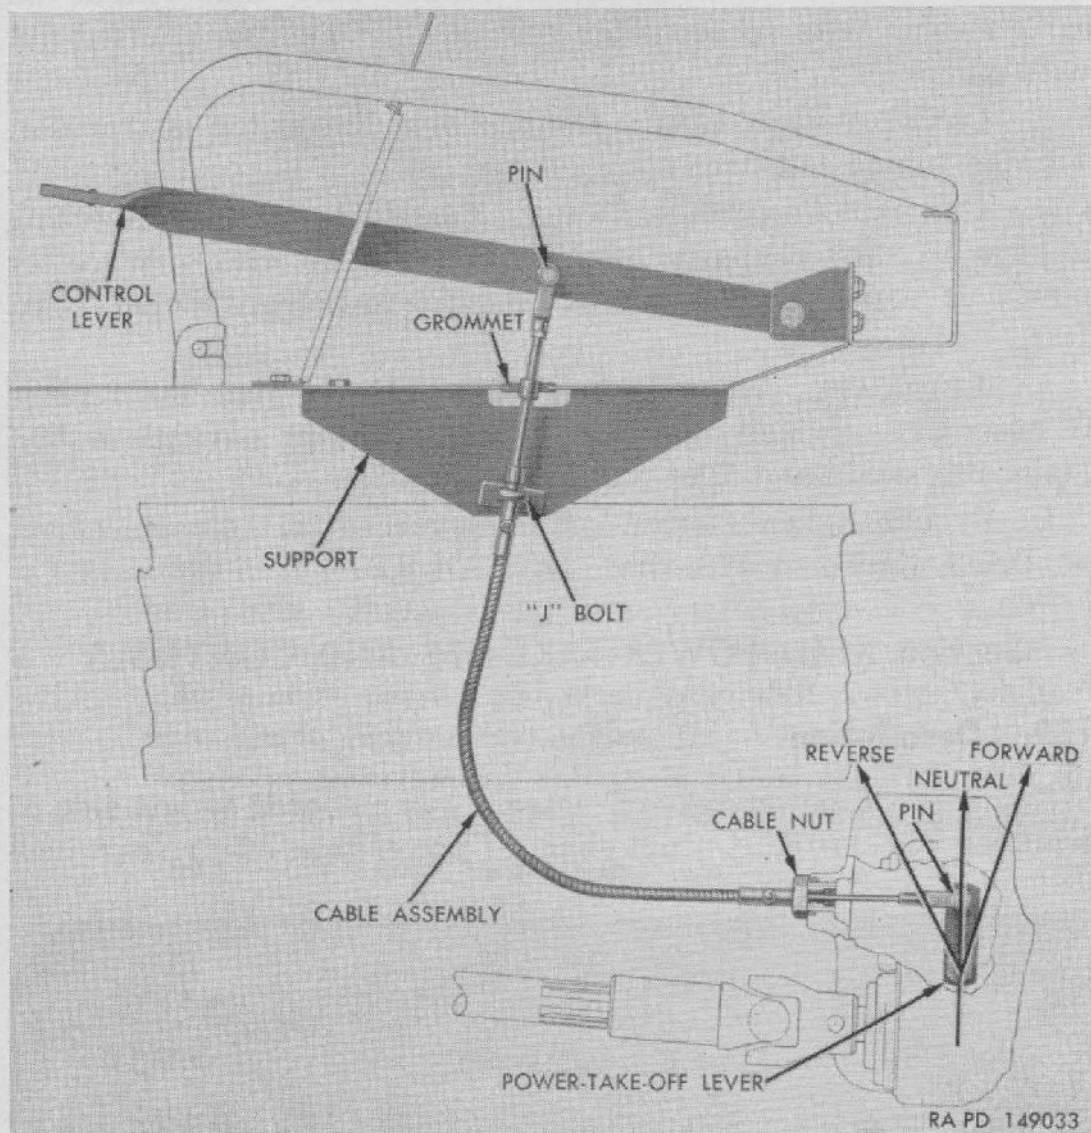 PIN
CONTROL
LEVER
GROMMET
SUPPORT
"J" BOLT
REVERSE
FORWARD
NEUTRAL
CABLE NUT
PIN
CABLE ASSEMBLY
POWER-TAKE-OFF LEVER
RA PD 149033